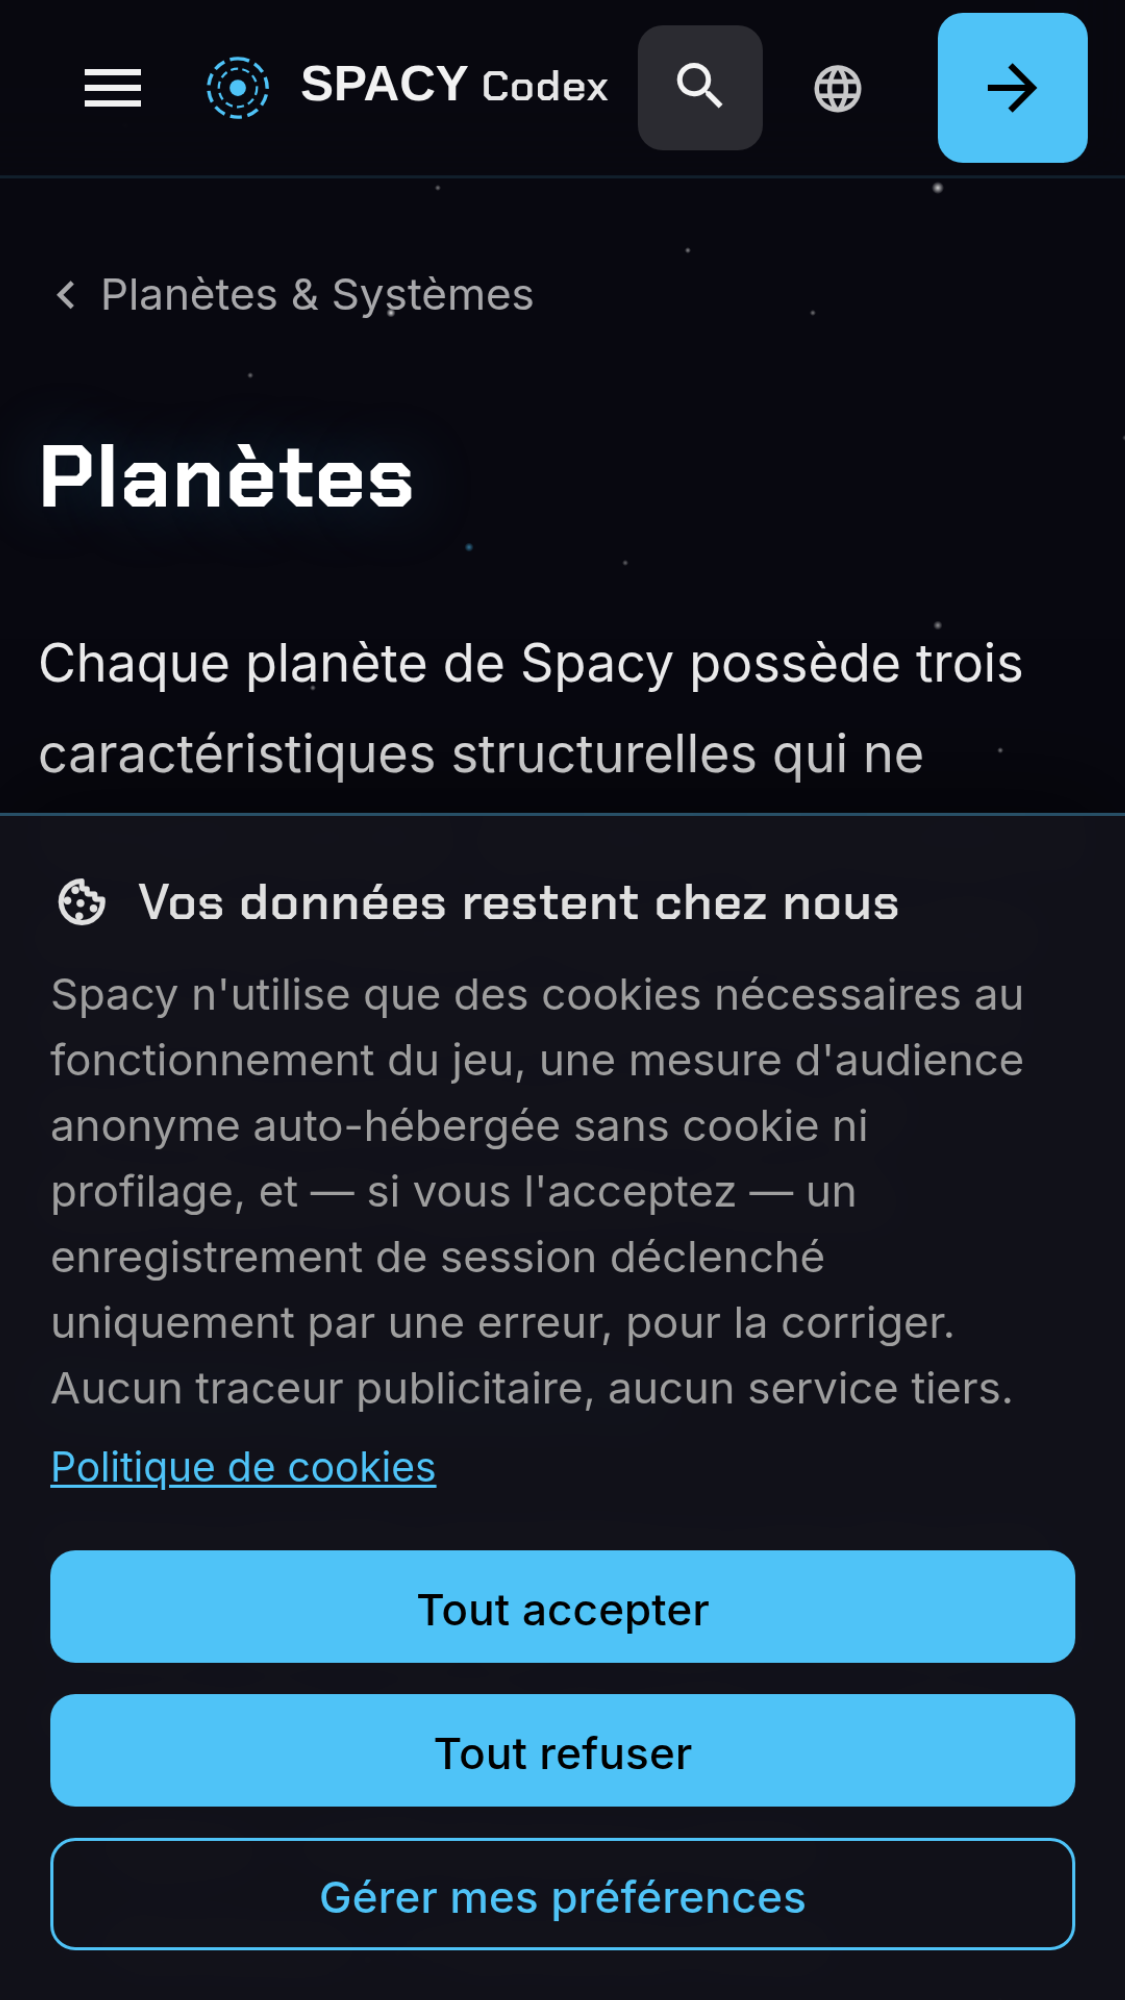 SPACY Codex
Planètes & Systèmes
Planètes
Chaque planète de Spacy possède trois
caractéristiques structurelles qui ne
Vos données restent chez nous
Spacy n'utilise que des cookies nécessaires au
fonctionnement du jeu, une mesure d'audience
anonyme auto-hébergée sans cookie ni
profilage, et — si vous l'acceptez — un
enregistrement de session déclenché
uniquement par une erreur, pour la corriger.
Aucun traceur publicitaire, aucun service tiers.
Politique de cookies
Tout accepter
Tout refuser
Gérer mes préférences